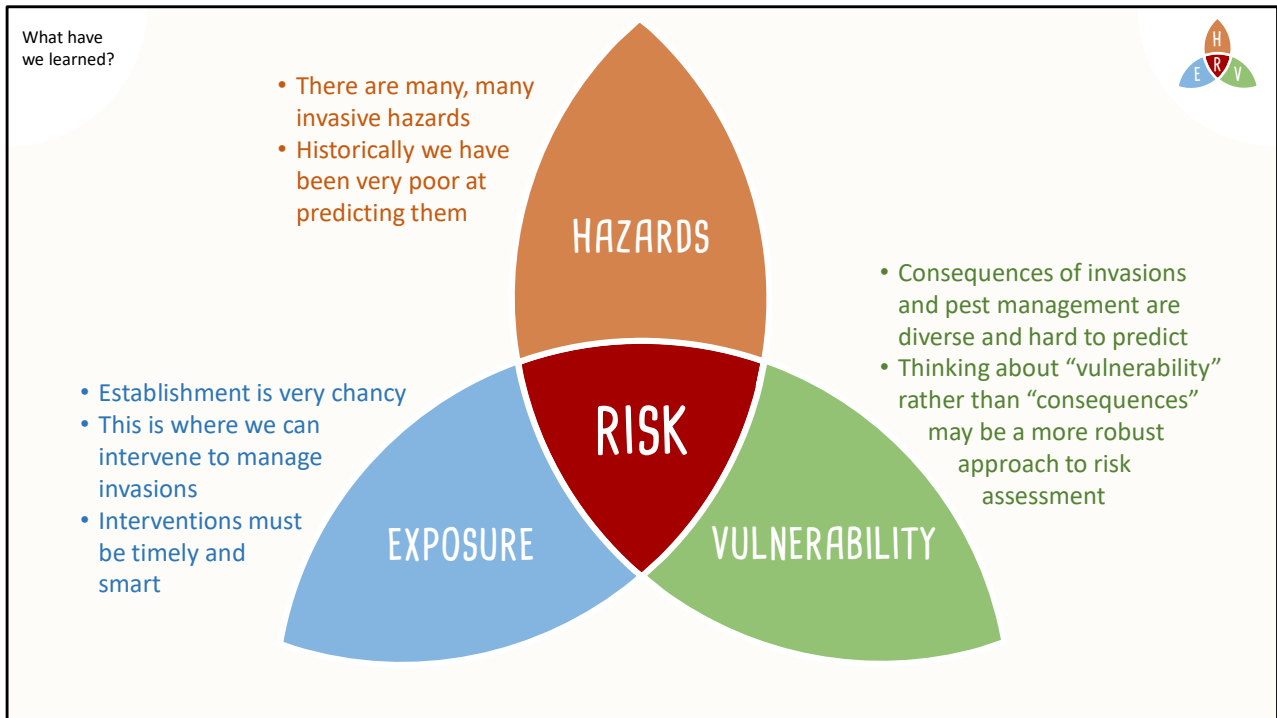 What have
we learned?
H
R
E
V
• There are many, many
invasive hazards
• Historically we have
been very poor at
predicting them
HAZARDS
• Consequences of invasions
and pest management are
diverse and hard to predict
• Thinking about “vulnerability”
rather than “consequences”
may be a more robust
approach to risk
assessment
• Establishment is very chancy
• This is where we can
intervene to manage
invasions
• Interventions must
be timely and
smart
RISK
EXPOSURE
VULNERABILITY